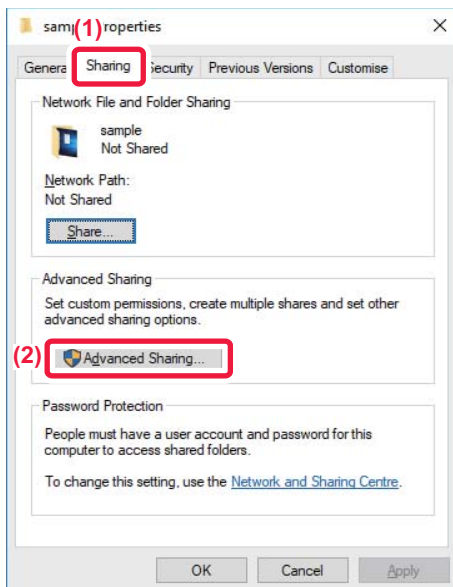 (1)
samp roperties
Genera Sharing ecurity Previous Versions Customise
Network File and Folder Sharing
sample
Not Shared
Network Path:
Not Shared
Share...
Advanced Sharing
Set custom permissions, create multiple shares and set other
advanced sharing options.
(2) Advanced Sharing...
Password Protection
People must have a user account and password for this
computer to access shared folders.
To change this setting, use the Network and Sharing Centre.
OK Cancel Apply